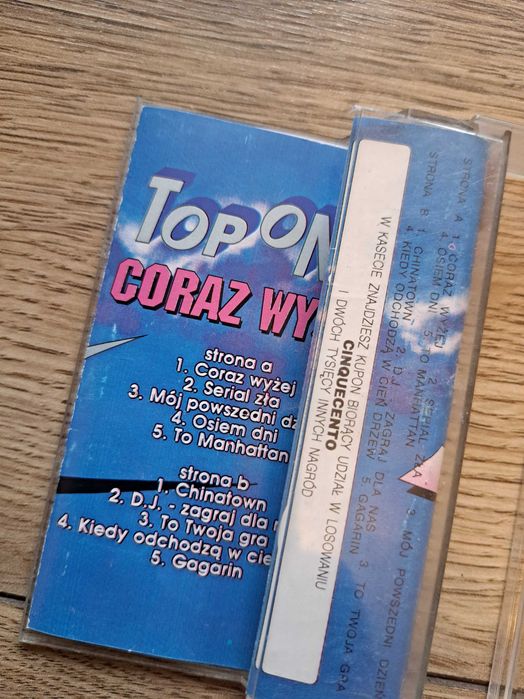 TOP ON
CORAZ WY
strona a
1. Coraz wyżej
2. Serial zła
3. Mój powszedni dz
4. Osiem dni
5. To Manhattan
strona b
1. Chinatown
2. D.J. - zagraj dla n
3. To Twoja gra
4. Kiedy odchodzą w cie
5. Gagarin
W KASECIE ZNAJDZIESZ KUPON BIORĄCY UDZIAŁ W LOSOWANIU
CINQUECENTO
I DWÓCH TYSIĘCY INNYCH NAGRÓD
STRONA A 1. CORAZ WYŻEJ 2. SERIAL ZŁA 3. MÓJ POWSZEDNI DZIEŃ
4. OSIEM DNI 5. TO MANHATTAN
STRONA B 1. CHINATOWN 2. D.J. ZAGRAJ DLA NAS 3. TO TWOJA GRA
4. KIEDY ODCHODZĄ W CIEŃ DRZEW 5. GAGARIN